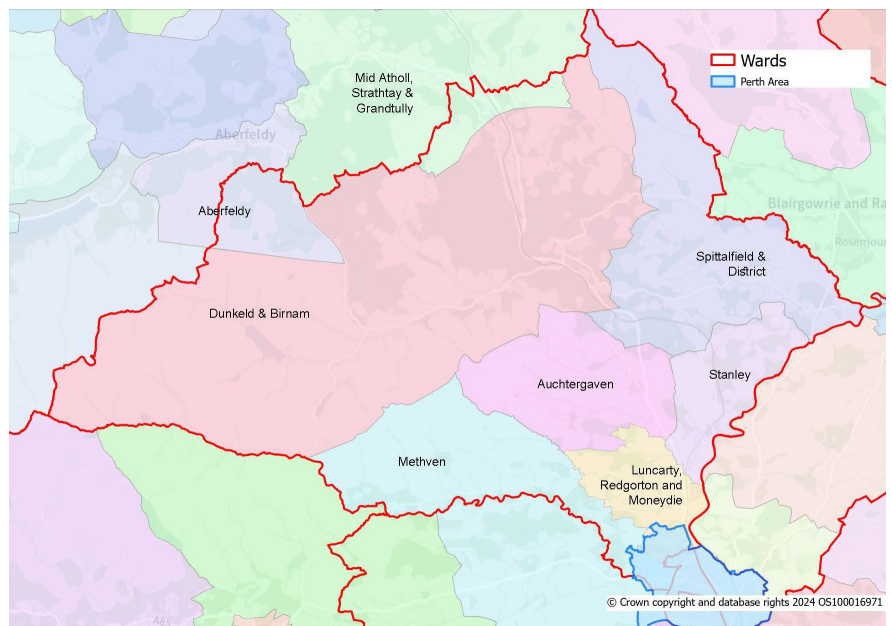 Mid Atholl,
Strathtay &
Grandtully
Wards
Perth Area
Aberfeldy
Aberfeldy
Blairgowrie and Ra
Rosemour
Spittalfield &
District
Dunkeld & Birnam
Auchtergaven
Stanley
Methven
Luncarty,
Redgorton and
Moneydie
© Crown copyright and database rights 2024 OS100016971